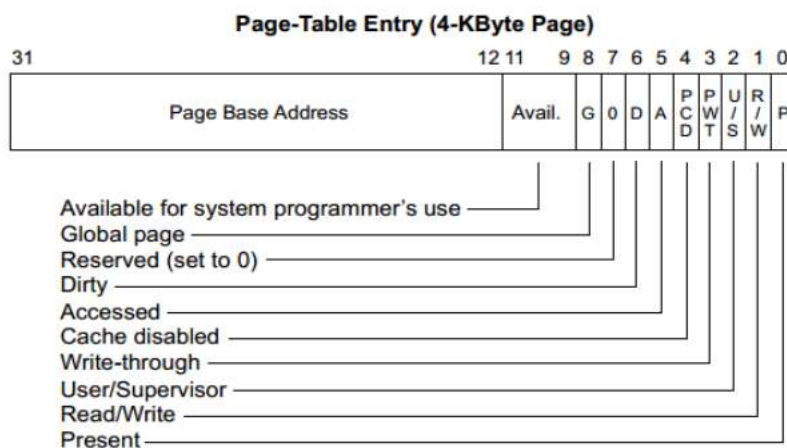 Page-Table Entry (4-KByte Page)
31 12 11 9 8 7 6 5 4 3 2 1 0
Page Base Address Avail. G 0 D A PCD PWT U/S R/W P
Available for system programmer's use
Global page
Reserved (set to 0)
Dirty
Accessed
Cache disabled
Write-through
User/Supervisor
Read/Write
Present